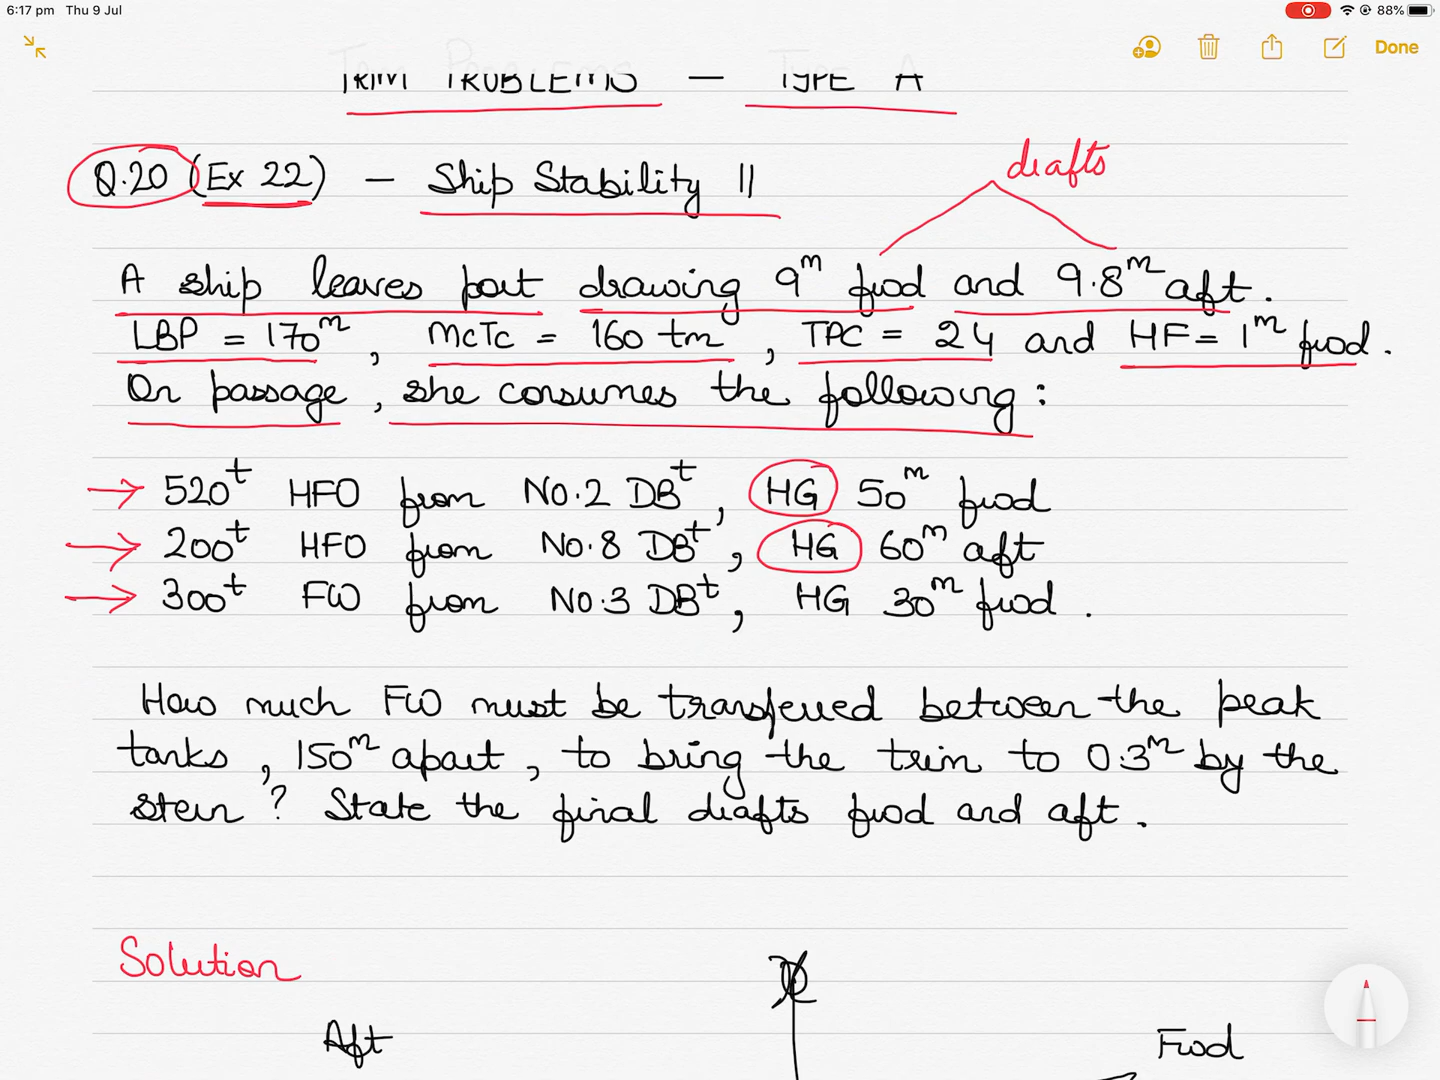 6:17 pm Thu 9 Jul 88%
Done
TRIM PROBLEMS — TYPE A
Q.20 (Ex 22) – Ship Stability II
drafts
A ship leaves port drawing 9m fwd and 9.8m aft.
LBP = 170m, MCTC = 160 tm, TPC = 24 and HF = 1m fwd.
On passage, she consumes the following:
→ 520t HFO from No.2 DBt, HG 50m fwd
→ 200t HFO from No.8 DBt, HG 60m aft
→ 300t FW from No.3 DBt, HG 30m fwd.
How much FW must be transferred between the peak
tanks, 150m apart, to bring the trim to 0.3m by the
stern? State the final drafts fwd and aft.
Solution
Aft Fwd